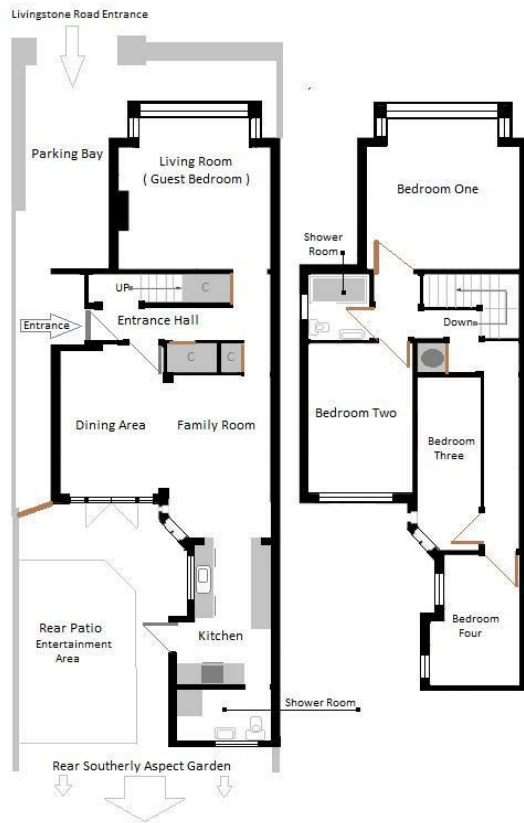 Livingstone Road Entrance
Parking Bay
Living Room
( Guest Bedroom )
UP
C
Entrance
Entrance Hall
C
C
Dining Area
Family Room
Kitchen
Rear Patio
Entertainment
Area
Shower Room
Rear Southerly Aspect Garden
Bedroom One
Shower
Room
Down
Bedroom Two
Bedroom
Three
Bedroom
Four